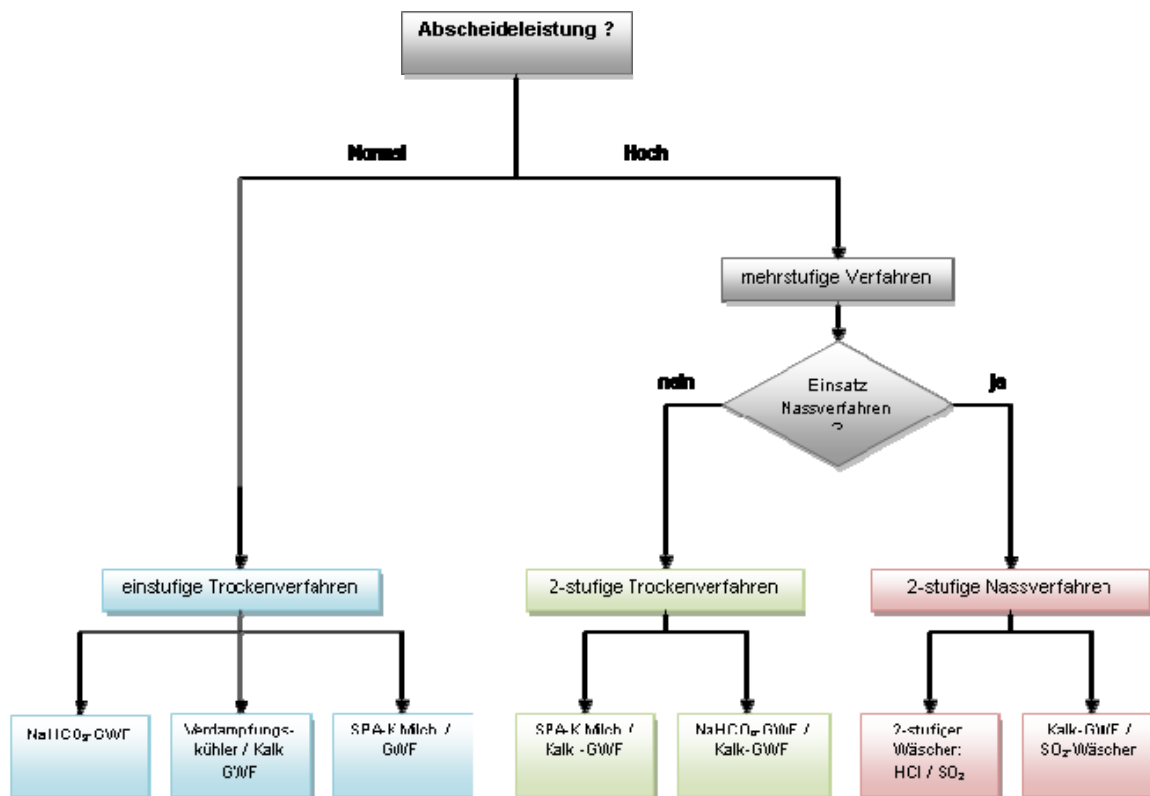 Abscheideleistung ?
Normal
Hoch
mehrstufige Verfahren
nein
ja
Einsatz
Nassverfahren
?
einstufige Trockenverfahren
2-stufige Trockenverfahren
2-stufige Nassverfahren
NaHCO₃-GWF
Verdampfungs-
kühler / Kalk
GWF
SPA-K Milch /
GWF
SPA-K Milch /
Kalk -GWF
NaHCO₃-GWF /
Kalk-GWF
2-stufiger
Wäscher:
HCl / SO₂
Kalk-GWF /
SO₂-Wäscher